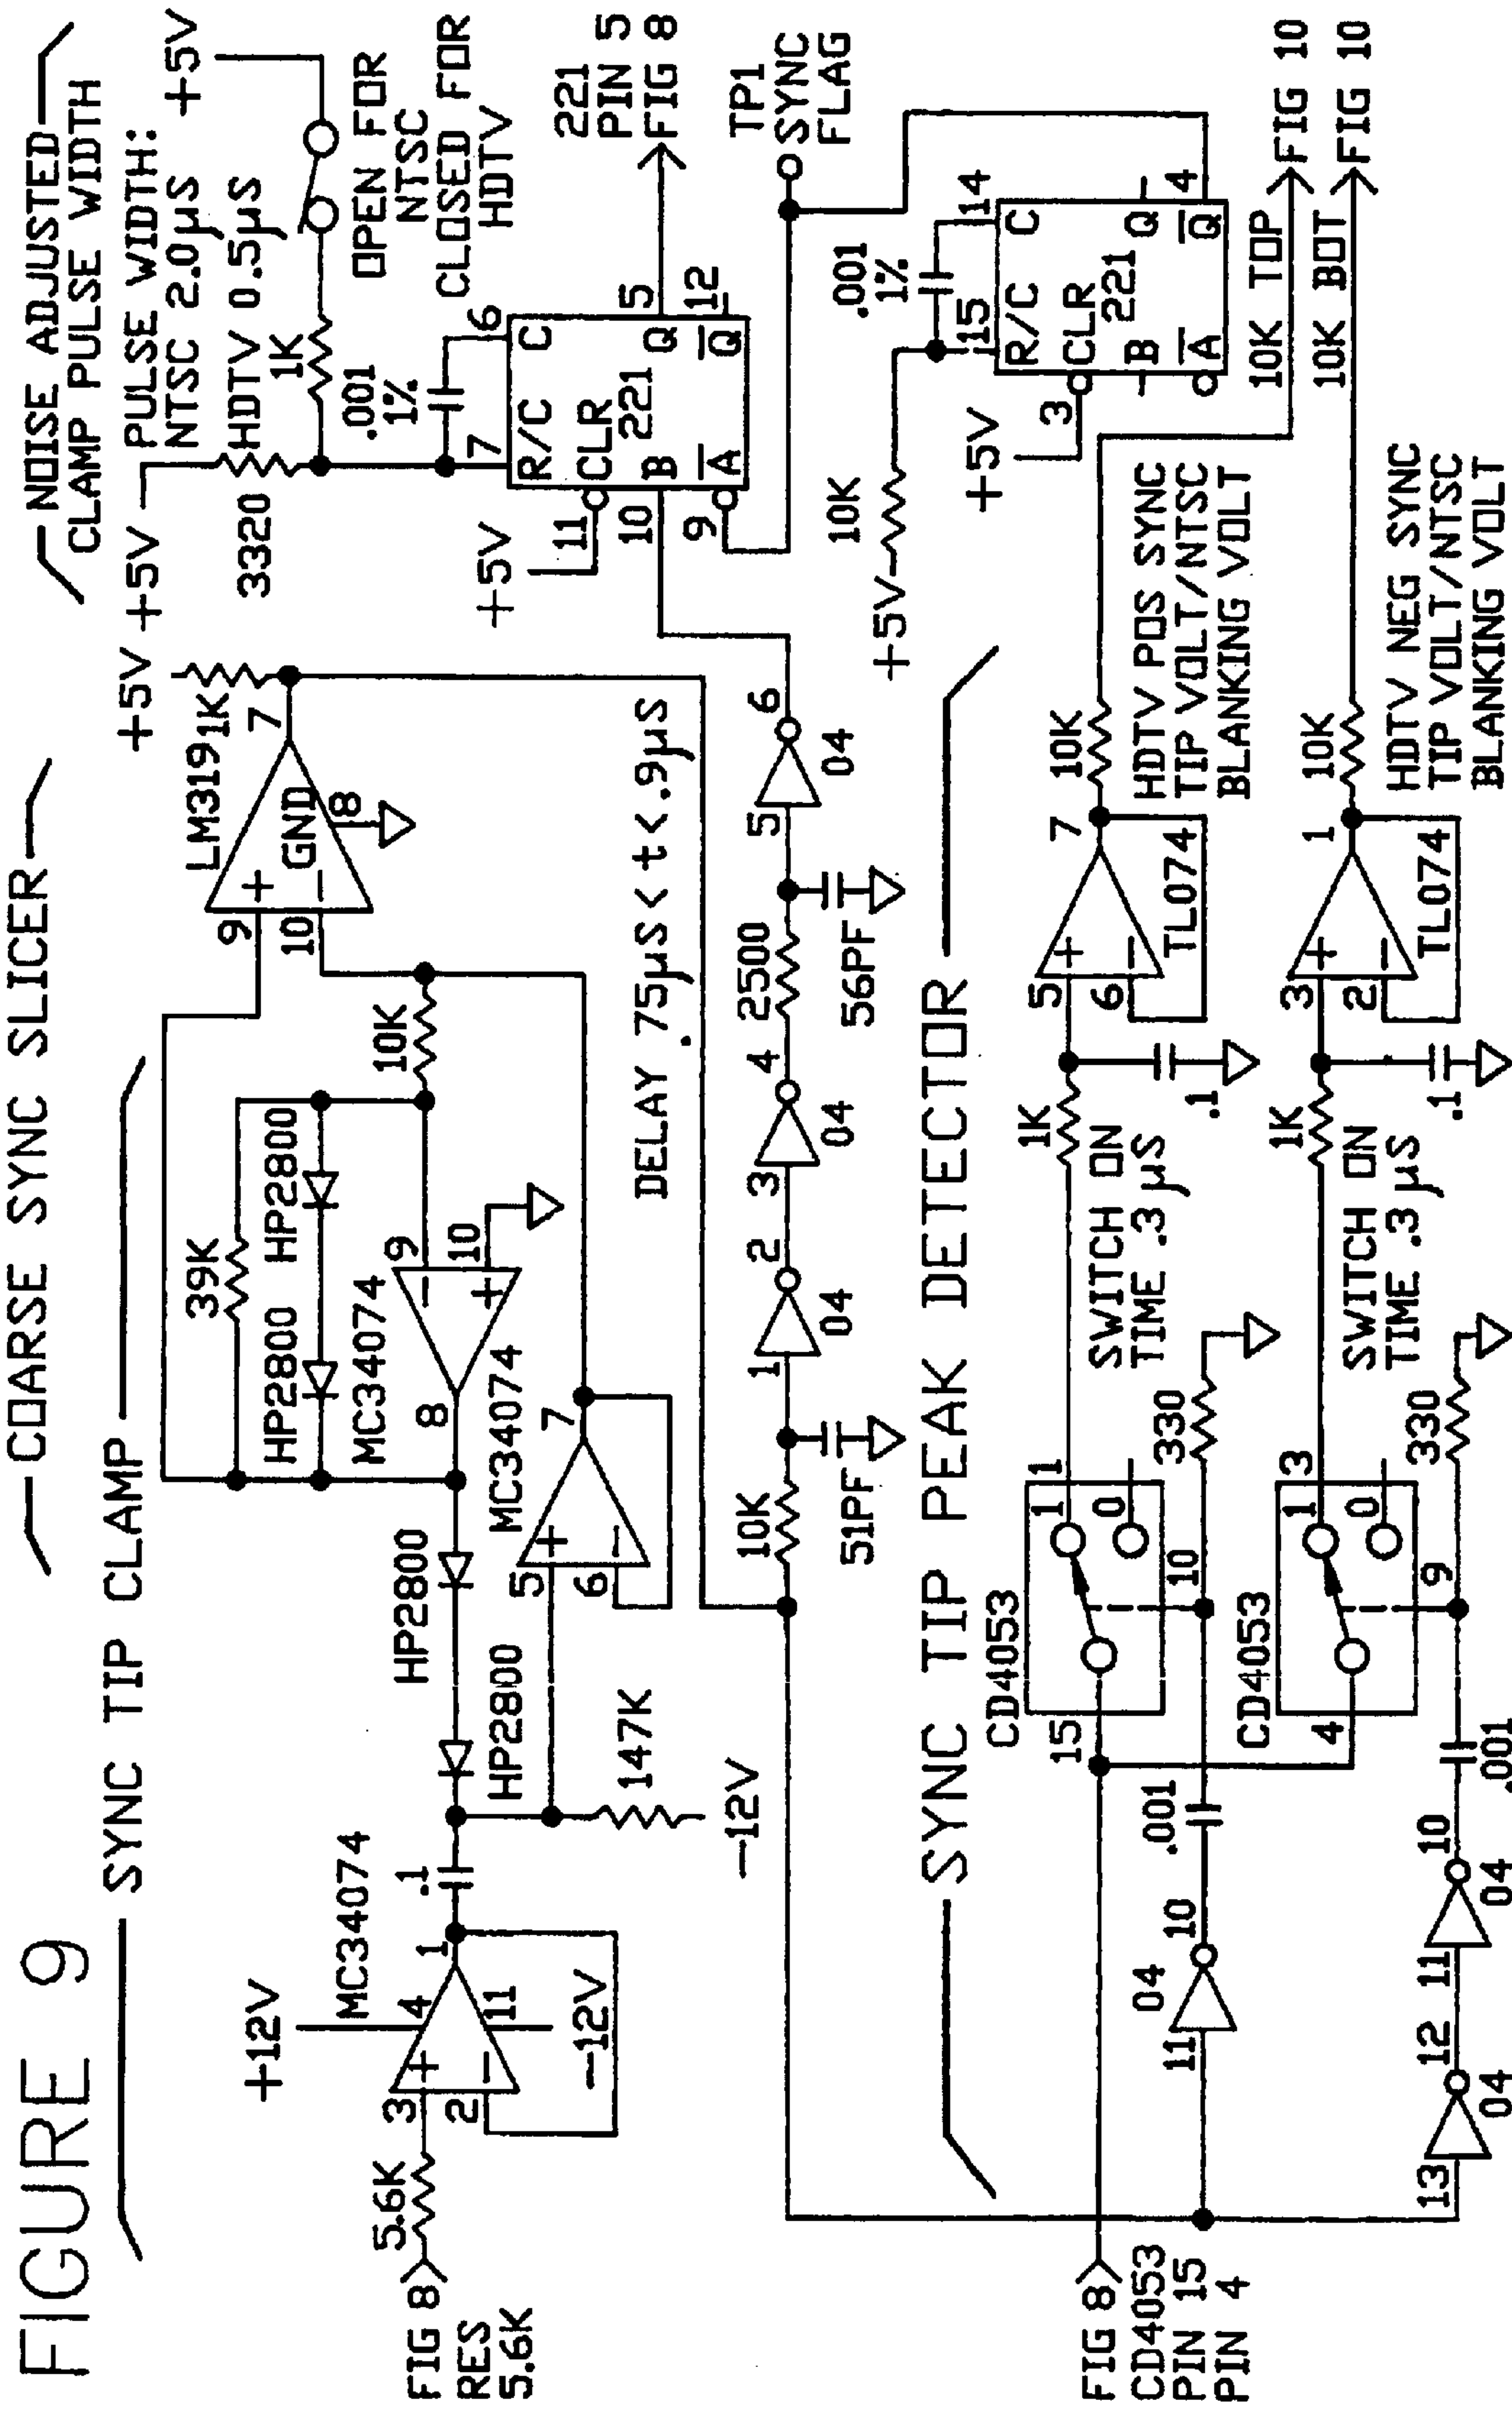 FIGURE 9
COARSE SYNC SLICER
NOISE ADJUSTED
CLAMP PULSE WIDTH
SYNC TIP CLAMP
PULSE WIDTH:
NTSC 2.0µS
HDTV 0.5µS
+5V
+5V
+5V
3320
1K
OPEN FOR
NTSC
CLOSED FOR
HDTV
.001
1%
7
6
R/C
C
CLR
221
B
Q
A
Q
5
12
11
10
9
+5V
221
PIN 5
FIG 8
TP1
SYNC
FLAG
LM319
1K
7
9
10
+
−
GND
8
39K
HP2800
HP2800
10K
MC34074
8
9
10
−
+
HP2800
HP2800
MC34074
7
5
6
+
−
147K
−12V
+12V
MC34074
4
1
11
3
2
+
−
−12V
.1
5.6K
FIG 8
RES
5.6K
DELAY .75µS < t < .9µS
10K
51PF
1
2
04
3
4
04
2500
56PF
5
6
04
+5V
10K
.001
1%
15
14
R/C
C
CLR
221
B
Q
A
Q
4
3
+5V
SYNC TIP PEAK DETECTOR
FIG 8
CD4053
PIN 15
PIN 4
CD4053
15
1
1
0
10
330
SWITCH ON
TIME .3 µS
1K
.1
5
6
+
−
7
TL074
10K
HDTV POS SYNC
TIP VOLT/NTSC
BLANKING VOLT
10K TOP
FIG 10
11
10
04
.001
CD4053
4
3
1
0
9
330
SWITCH ON
TIME .3 µS
1K
.1
3
2
+
−
1
TL074
10K
HDTV NEG SYNC
TIP VOLT/NTSC
BLANKING VOLT
10K BOT
FIG 10
13
12
04
11
10
04
.001